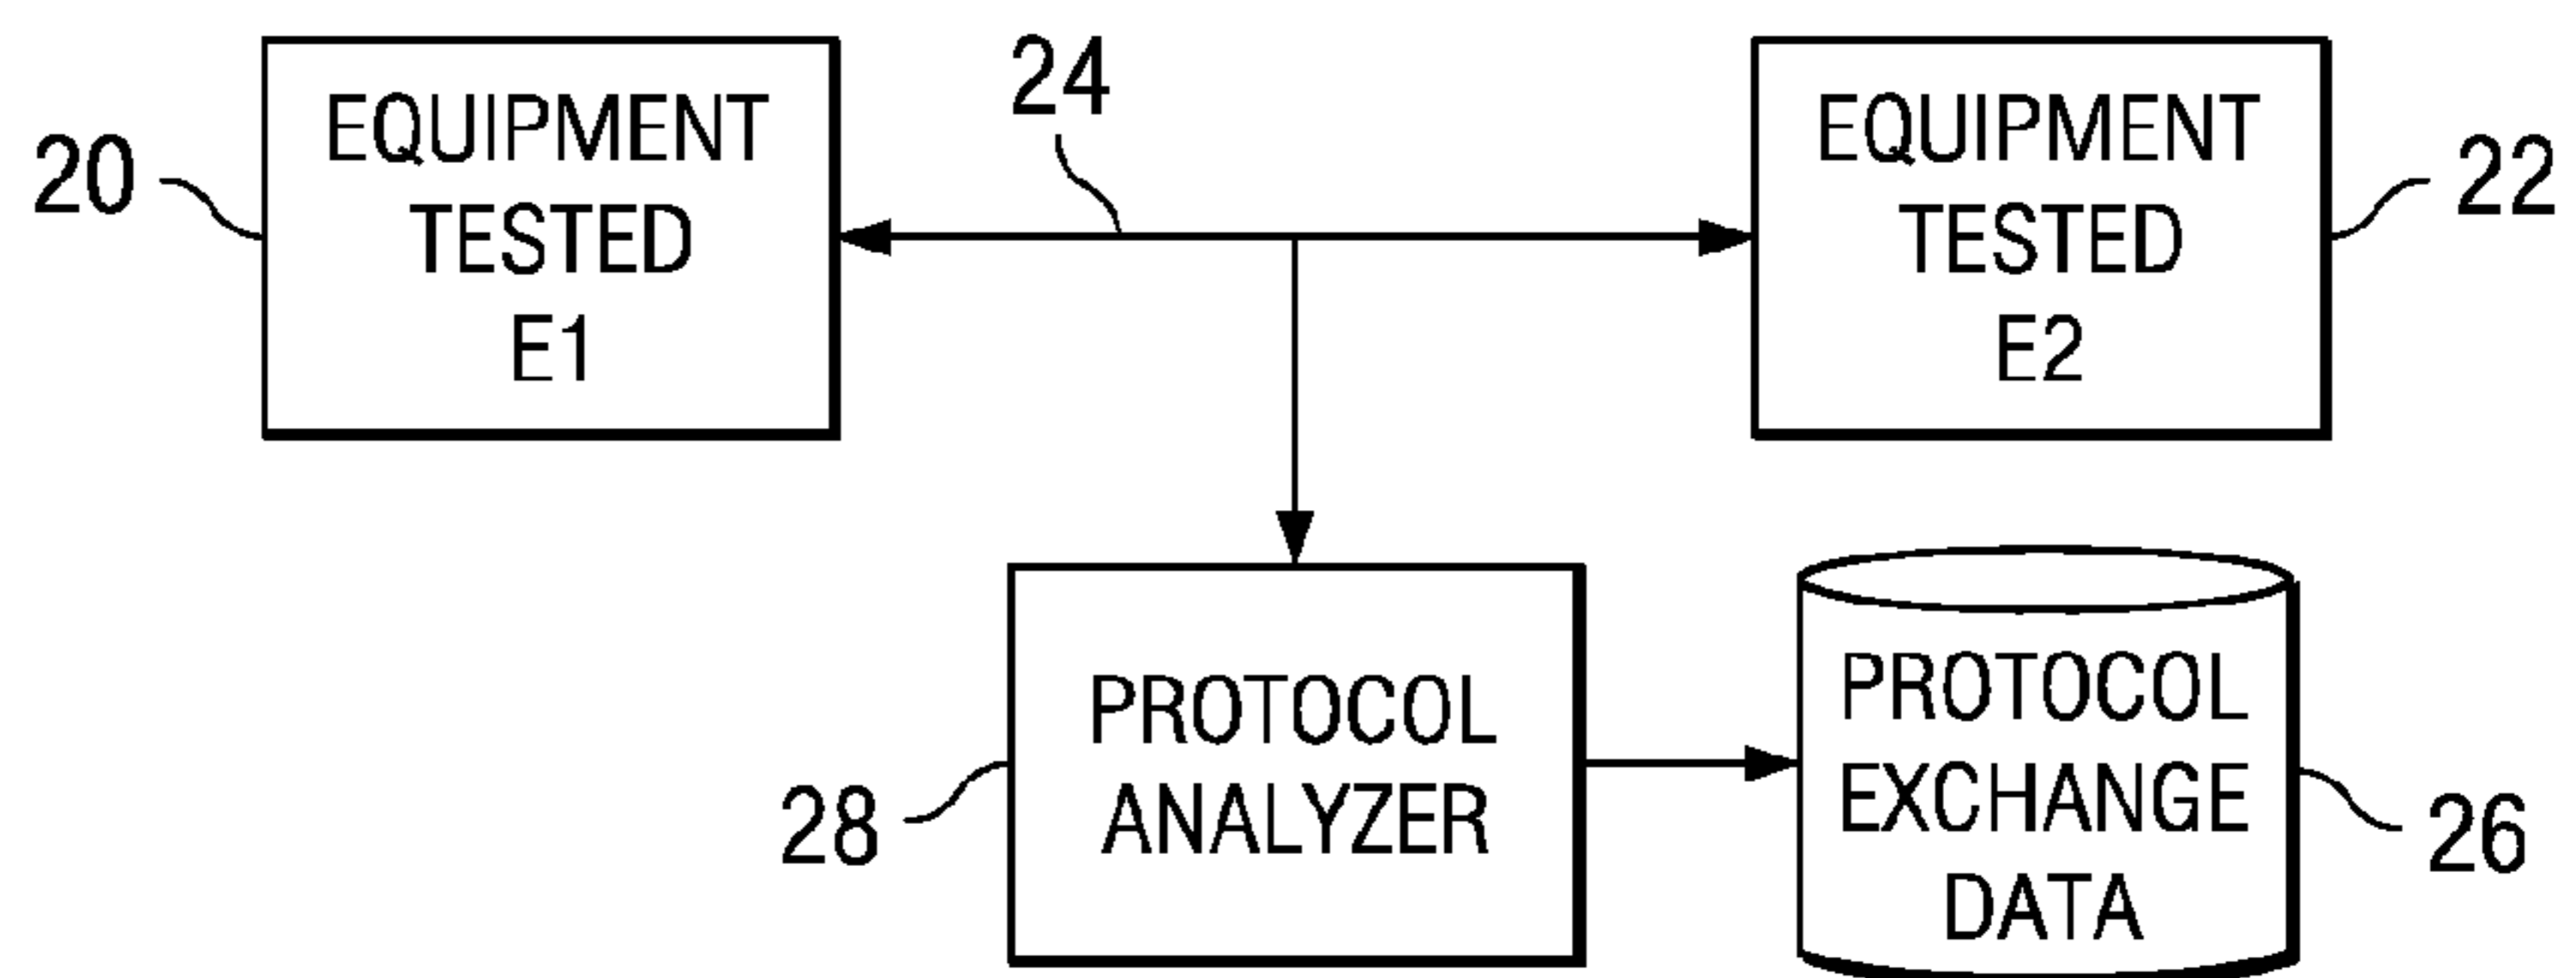 24
20
EQUIPMENT
TESTED
E1
EQUIPMENT
TESTED
E2
22
28
PROTOCOL
ANALYZER
PROTOCOL
EXCHANGE
DATA
26